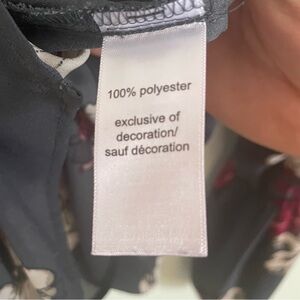 100% polyester
exclusive of
decoration/
sauf décoration